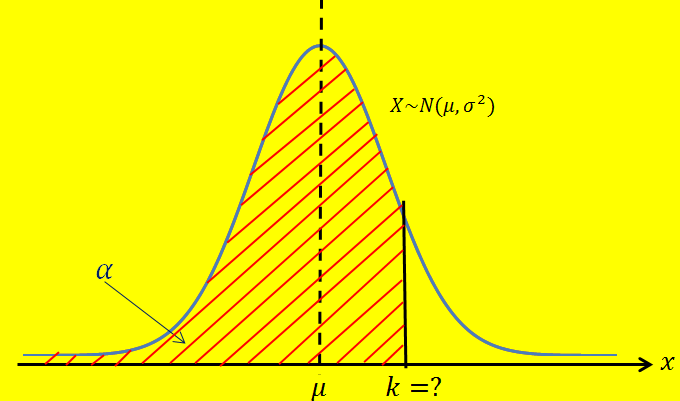 X~N(μ, σ²)
α
x
μ
k =?